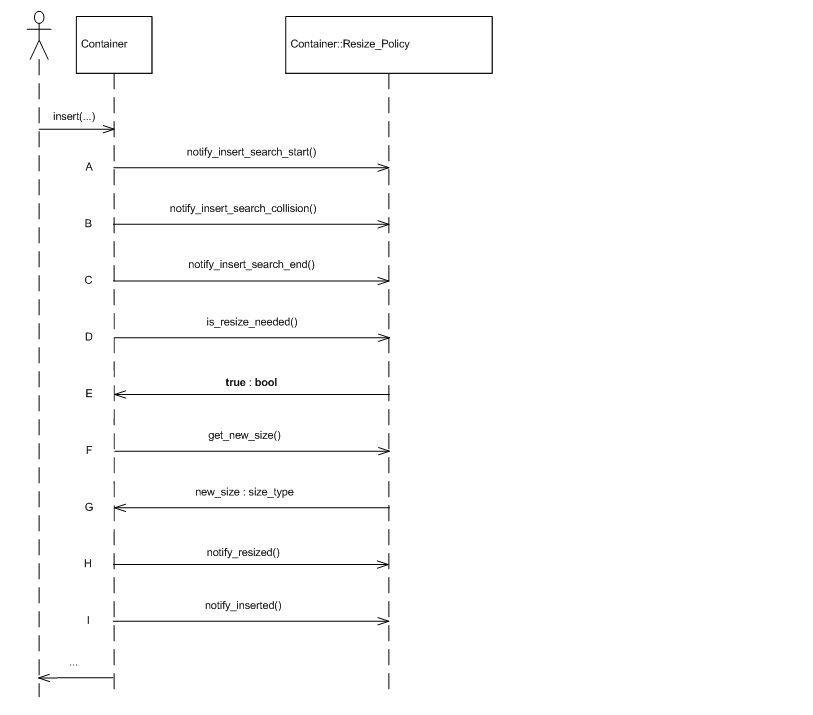 Container
Container::Resize_Policy
insert(...)
notify_insert_search_start()
A
notify_insert_search_collision()
B
notify_insert_search_end()
C
is_resize_needed()
D
true : bool
E
get_new_size()
F
new_size : size_type
G
notify_resized()
H
notify_inserted()
I
...